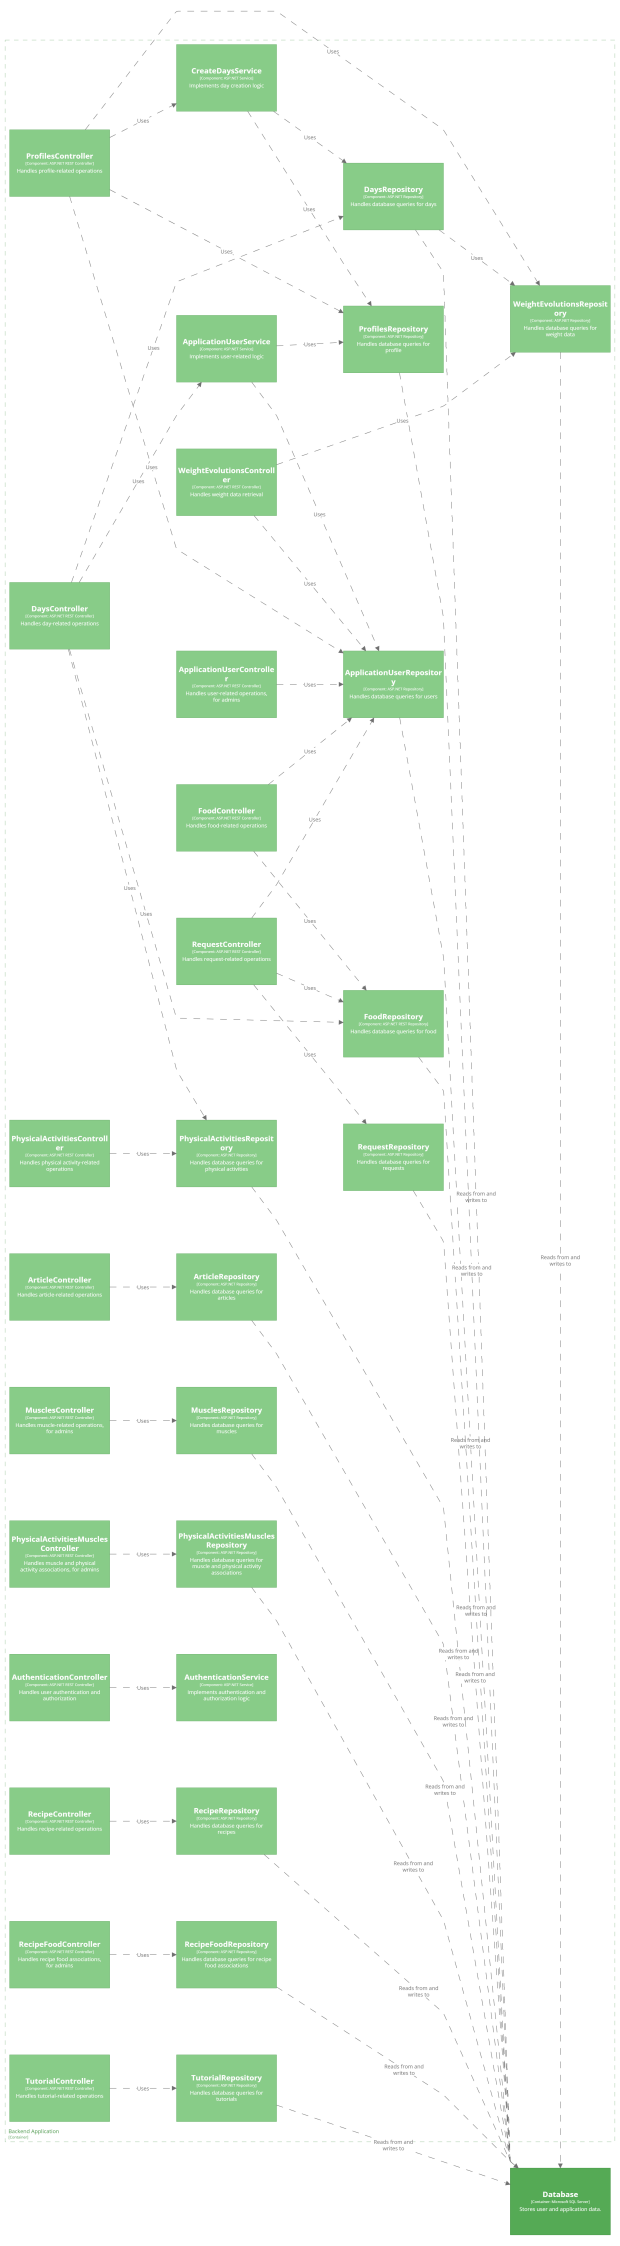 Uses
CreateDaysService
[Component: ASP.NET Service]
Implements day creation logic
Uses
Uses
ProfilesController
[Component: ASP.NET REST Controller]
Handles profile-related operations
DaysRepository
[Component: ASP.NET Repository]
Handles database queries for days
Uses
Uses
Uses
WeightEvolutionsReposit
ory
[Component: ASP.NET Repository]
Handles database queries for
weight data
ProfilesRepository
[Component: ASP.NET Repository]
Handles database queries for
profile
ApplicationUserService
[Component: ASP.NET Service]
Implements user-related logic
Uses
Uses
Uses
WeightEvolutionsControll
er
[Component: ASP.NET REST Controller]
Handles weight data retrieval
Uses
Uses
Uses
Uses
DaysController
[Component: ASP.NET REST Controller]
Handles day-related operations
ApplicationUserControlle
r
[Component: ASP.NET REST Controller]
Handles user-related operations,
for admins
Uses
ApplicationUserRepositor
y
[Component: ASP.NET Repository]
Handles database queries for users
Uses
FoodController
[Component: ASP.NET REST Controller]
Handles food-related operations
Uses
Uses
Uses
Uses
RequestController
[Component: ASP.NET REST Controller]
Handles request-related operations
Uses
FoodRepository
[Component: ASP.NET REST Repository]
Handles database queries for food
Uses
PhysicalActivitiesControll
er
[Component: ASP.NET REST Controller]
Handles physical activity-related
operations
Uses
PhysicalActivitiesReposit
ory
[Component: ASP.NET Repository]
Handles database queries for
physical activities
RequestRepository
[Component: ASP.NET Repository]
Handles database queries for
requests
Reads from and
writes to
Reads from and
writes to
Reads from and
writes to
ArticleController
[Component: ASP.NET REST Controller]
Handles article-related operations
Uses
ArticleRepository
[Component: ASP.NET Repository]
Handles database queries for
articles
MusclesController
[Component: ASP.NET REST Controller]
Handles muscle-related operations,
for admins
Uses
MusclesRepository
[Component: ASP.NET Repository]
Handles database queries for
muscles
Reads from and
writes to
PhysicalActivitiesMuscles
Controller
[Component: ASP.NET REST Controller]
Handles muscle and physical
activity associations, for admins
Uses
PhysicalActivitiesMuscles
Repository
[Component: ASP.NET Repository]
Handles database queries for
muscle and physical activity
associations
Reads from and
writes to
Reads from and
writes to
Reads from and
writes to
AuthenticationController
[Component: ASP.NET REST Controller]
Handles user authentication and
authorization
Uses
AuthenticationService
[Component: ASP.NET Service]
Implements authentication and
authorization logic
Reads from and
writes to
Reads from and
writes to
RecipeController
[Component: ASP.NET REST Controller]
Handles recipe-related operations
Uses
RecipeRepository
[Component: ASP.NET Repository]
Handles database queries for
recipes
Reads from and
writes to
RecipeFoodController
[Component: ASP.NET REST Controller]
Handles recipe food associations,
for admins
Uses
RecipeFoodRepository
[Component: ASP.NET Repository]
Handles database queries for recipe
food associations
Reads from and
writes to
TutorialController
[Component: ASP.NET REST Controller]
Handles tutorial-related operations
Uses
TutorialRepository
[Component: ASP.NET Repository]
Handles database queries for
tutorials
Reads from and
writes to
Reads from and
writes to
Backend Application
[Container]
Database
[Container: Microsoft SQL Server]
Stores user and application data.